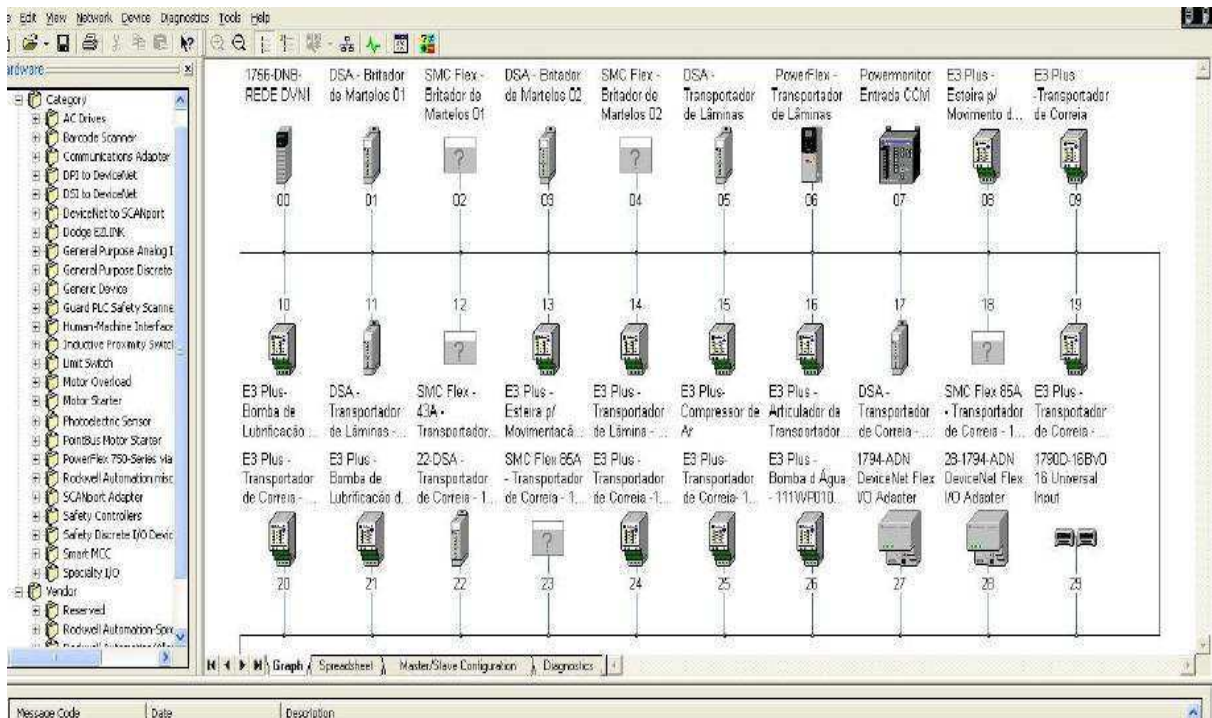 Edit View Network Device Diagnostics Tools Help
Category
AC Drives
Barcode Scanner
Communications Adapter
DPI to DeviceNet
DSI to DeviceNet
DeviceNet to SCANport
Dodge EZLINK
General Purpose Analog I
General Purpose Discrete
Generic Device
Guard PLC Safety Scanne
Human-Machine Interface
Inductive Proximity Switcl
Limit Switch
Motor Overload
Motor Starter
Photoelectric Sensor
PointBus Motor Starter
PowerFlex 750-Series via
Rockwell Automation misc
SCANport Adapter
Safety Controllers
Safety Discrete I/O Devic
Smart MCC
Specialty I/O
Vendor
Reserved
Rockwell Automation-Spre
1756-DNB-
REDE DVNI
DSA - Britador
de Martelos 01
SMC Flex -
Britador de
Martelos 01
DSA - Britador
de Martelos 02
SMC Flex -
Britador de
Martelos 02
DSA -
Transportador
de Lâminas
PowerFlex -
Transportador
de Lâminas
Powermonitor
Entrada CCM
E3 Plus -
Esteira p/
Movimento d...
E3 Plus
-Transportador
de Correia
00 01 02 03 04 05 06 07 08 09
10 11 12 13 14 15 16 17 18 19
E3 Plus-
Bomba de
Lubrificação ...
DSA -
Transportador
de Lâminas - ...
SMC Flex -
43A -
Transportador...
E3 Plus -
Esteira p/
Movimentaçã...
E3 Plus -
Transportador
de Lâmina - ...
E3 Plus-
Compressor de
Ar
E3 Plus -
Articulador da
Transportador...
DSA -
Transportador
de Correia - ...
SMC Flex 85A
- Transportador
de Correia - 1...
E3 Plus -
Transportador
de Correia - ...
E3 Plus -
Transportador
de Correia - ...
E3 Plus -
Bomba de
Lubrificação d...
22-DSA -
Transportador
de Correia - 1...
SMC Flex 85A
- Transportador
de Correia - 1...
E3 Plus -
Transportador
de Correia -1...
E3 Plus-
Transportador
de Correia- 1...
E3 Plus -
Bomba d Água
- 111WP010...
1794-ADN
DeviceNet Flex
I/O Adapter
28-1794-ADN
DeviceNet Flex
I/O Adapter
1790D-16BV0
16 Universal
Input
20 21 22 23 24 25 26 27 28 29
Graph Spreadsheet Master/Slave Configuration Diagnostics
Message Code Date Description